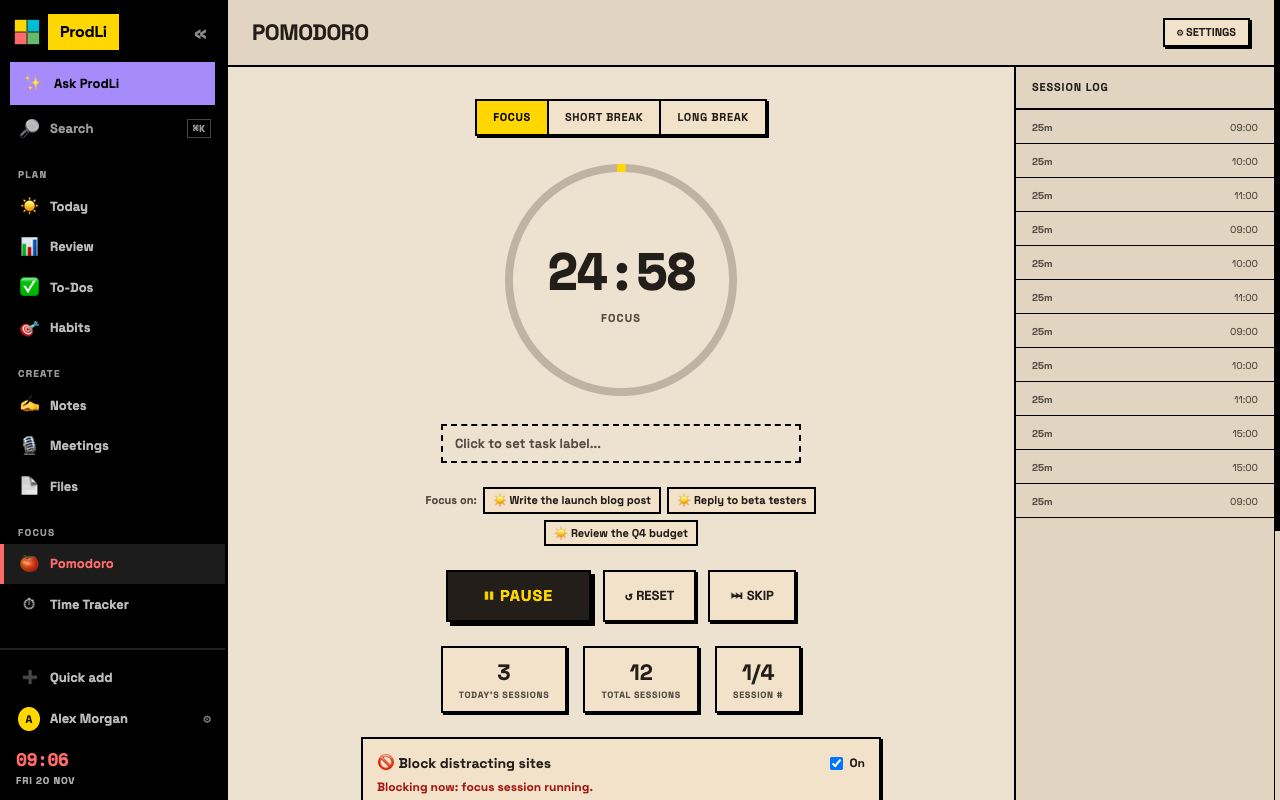 ProdLi
«
Ask ProdLi
Search ⌘K
PLAN
Today
Review
To-Dos
Habits
CREATE
Notes
Meetings
Files
FOCUS
Pomodoro
Time Tracker
Quick add
A Alex Morgan
09:06
FRI 20 NOV
POMODORO
⚙ SETTINGS
FOCUS SHORT BREAK LONG BREAK
24:58
FOCUS
Click to set task label...
Focus on: ☀️ Write the launch blog post ☀️ Reply to beta testers
☀️ Review the Q4 budget
⏸ PAUSE ↺ RESET ⏭ SKIP
3 12 1/4
TODAY'S SESSIONS TOTAL SESSIONS SESSION #
🚫 Block distracting sites On
Blocking now: focus session running.
SESSION LOG
25m 09:00
25m 10:00
25m 11:00
25m 09:00
25m 10:00
25m 11:00
25m 09:00
25m 10:00
25m 11:00
25m 15:00
25m 15:00
25m 09:00